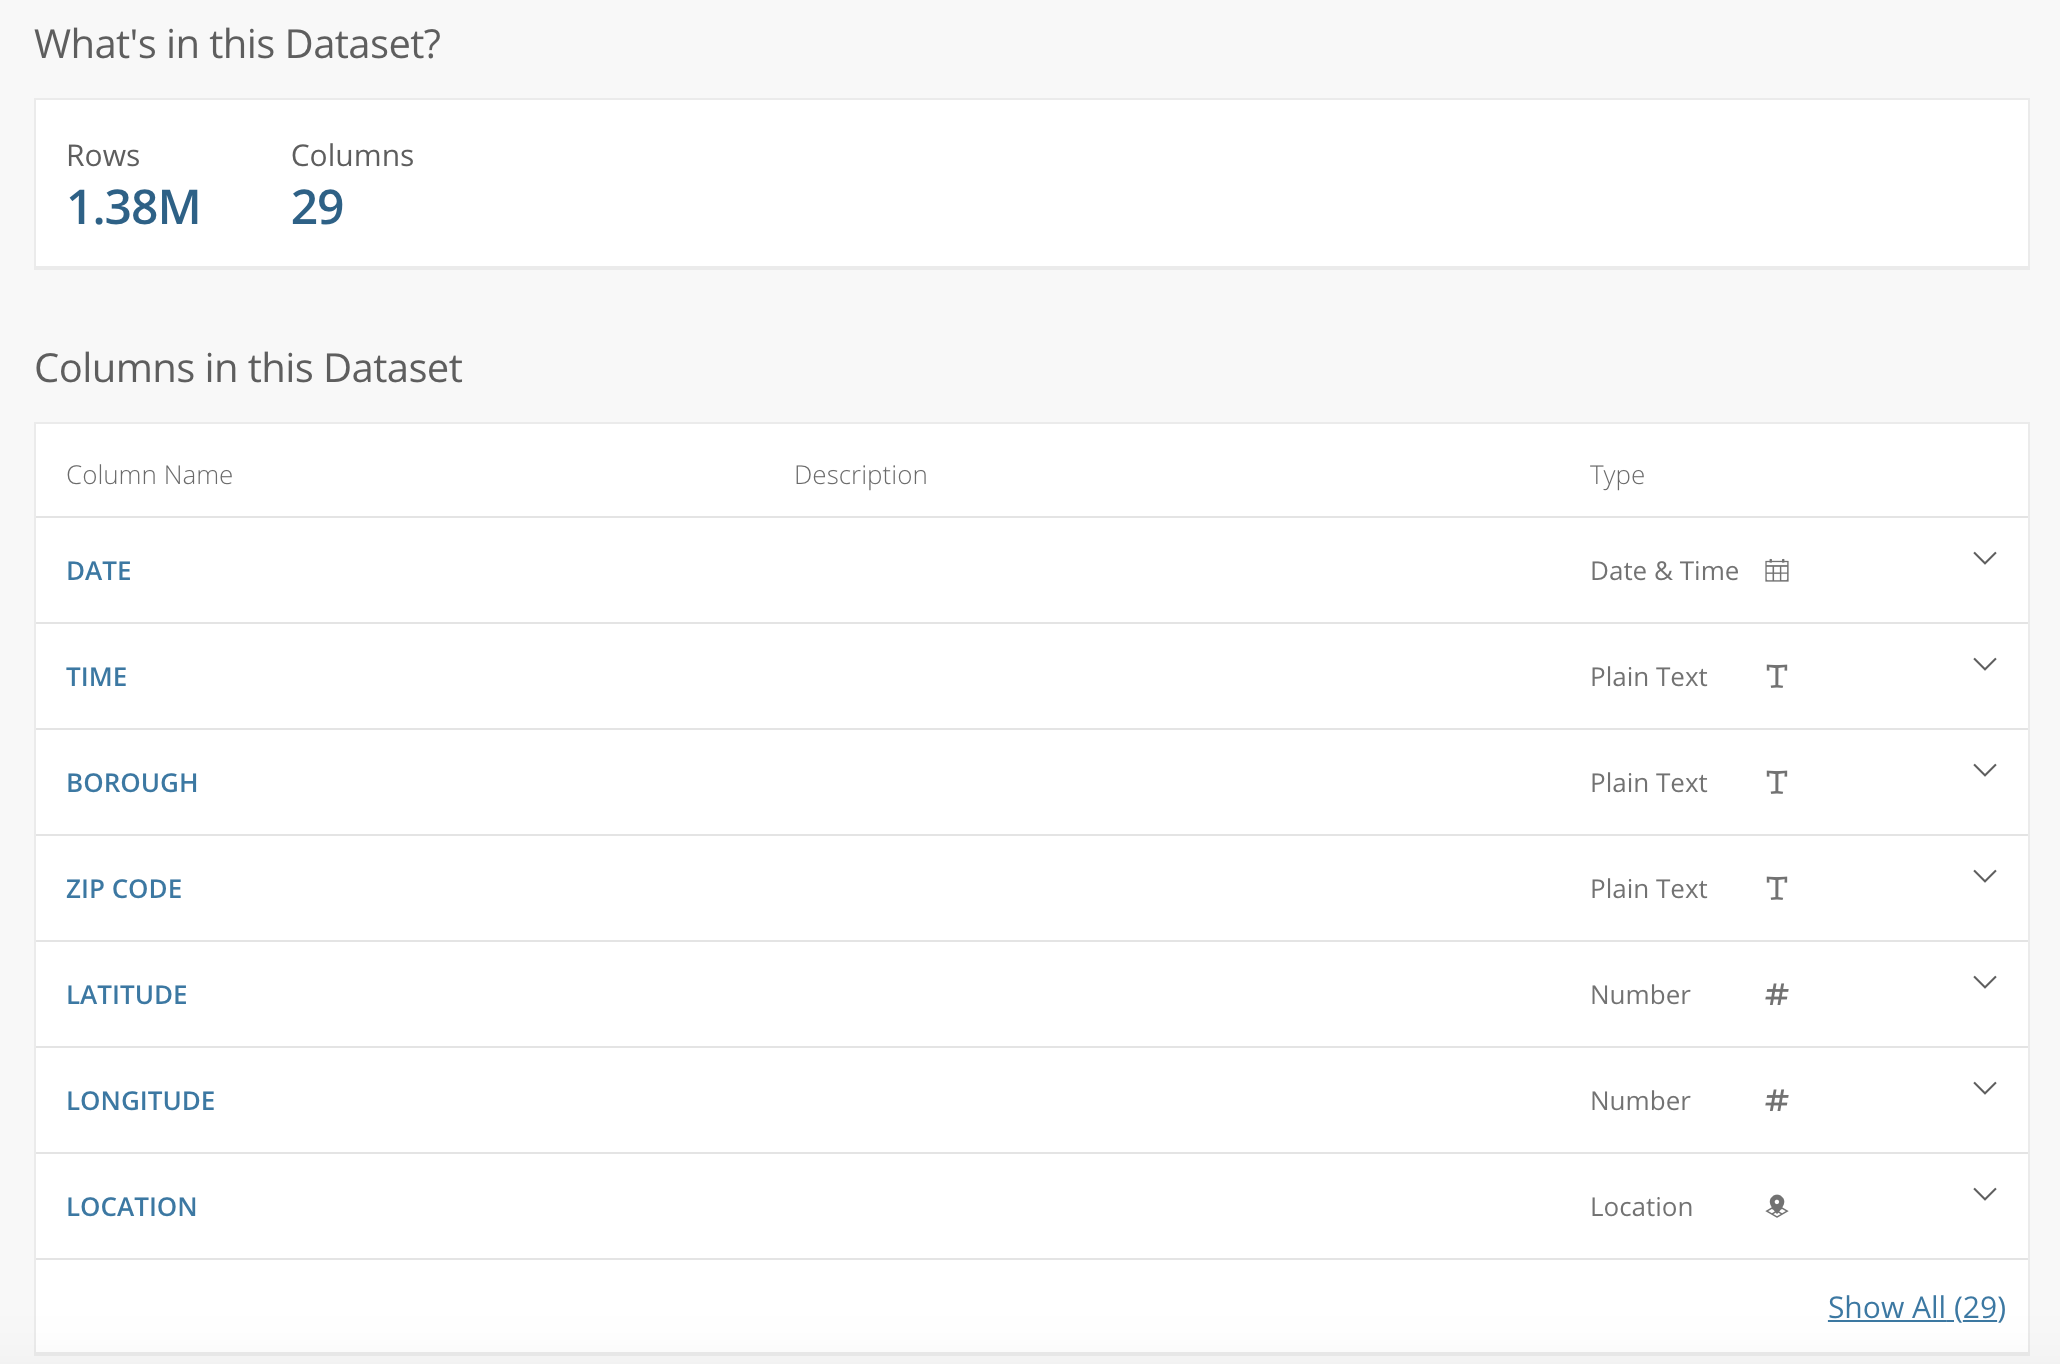 What's in this Dataset?
Rows Columns
1.38M 29
Columns in this Dataset
Column Name Description Type
DATE Date & Time
TIME Plain Text
BOROUGH Plain Text
ZIP CODE Plain Text
LATITUDE Number
LONGITUDE Number
LOCATION Location
Show All (29)